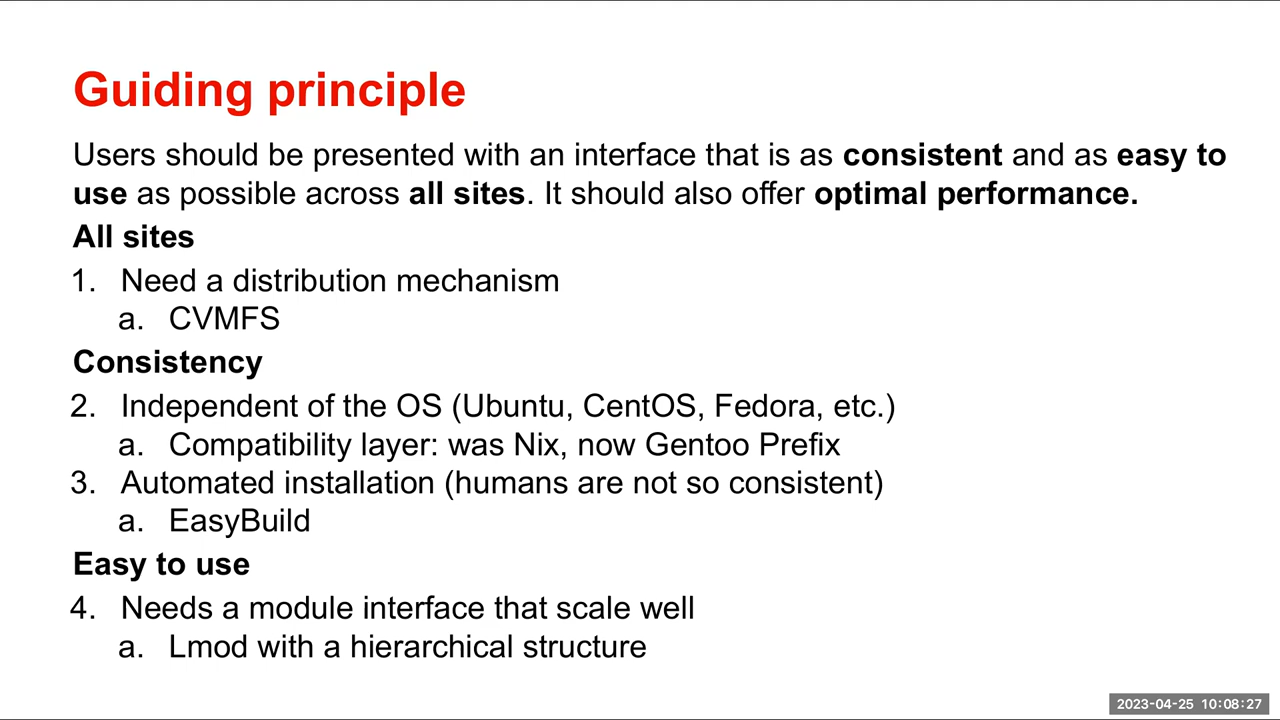 Guiding principle
Users should be presented with an interface that is as consistent and as easy to
use as possible across all sites. It should also offer optimal performance.
All sites
1. Need a distribution mechanism
a. CVMFS
Consistency
2. Independent of the OS (Ubuntu, CentOS, Fedora, etc.)
a. Compatibility layer: was Nix, now Gentoo Prefix
3. Automated installation (humans are not so consistent)
a. EasyBuild
Easy to use
4. Needs a module interface that scale well
a. Lmod with a hierarchical structure
2023-04-25 10:08:27